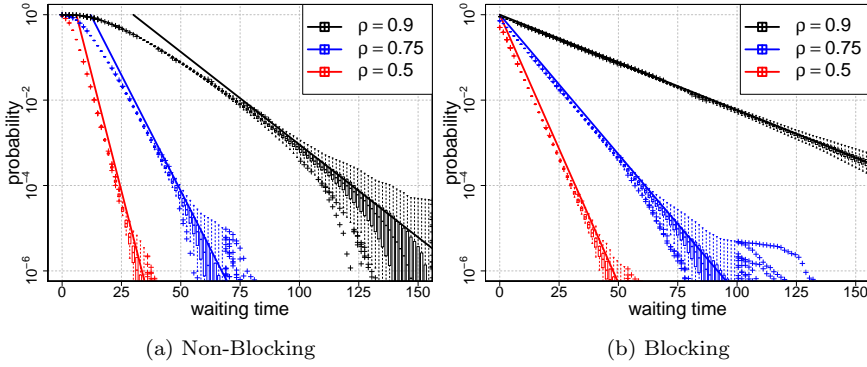 10^0
10^−2
10^−4
10^−6
probability
0 25 50 75 100 125 150
waiting time
ρ = 0.9
ρ = 0.75
ρ = 0.5
(a) Non-Blocking
10^0
10^−2
10^−4
10^−6
probability
0 25 50 75 100 125 150
waiting time
ρ = 0.9
ρ = 0.75
ρ = 0.5
(b) Blocking